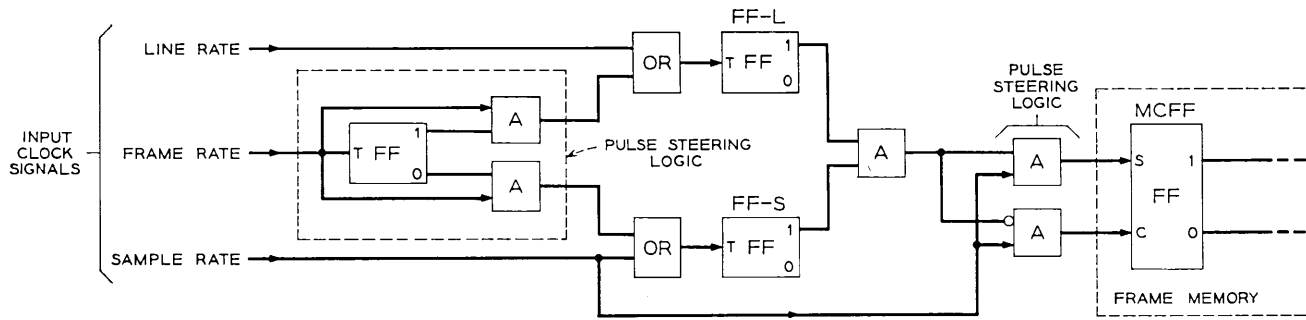 INPUT
CLOCK
SIGNALS
LINE RATE
FRAME RATE
SAMPLE RATE
T FF
1
0
A
A
PULSE STEERING
LOGIC
OR
OR
FF-L
T FF
1
0
FF-S
T FF
1
0
A
PULSE
STEERING
LOGIC
A
A
MCFF
S
1
FF
C
0
FRAME MEMORY